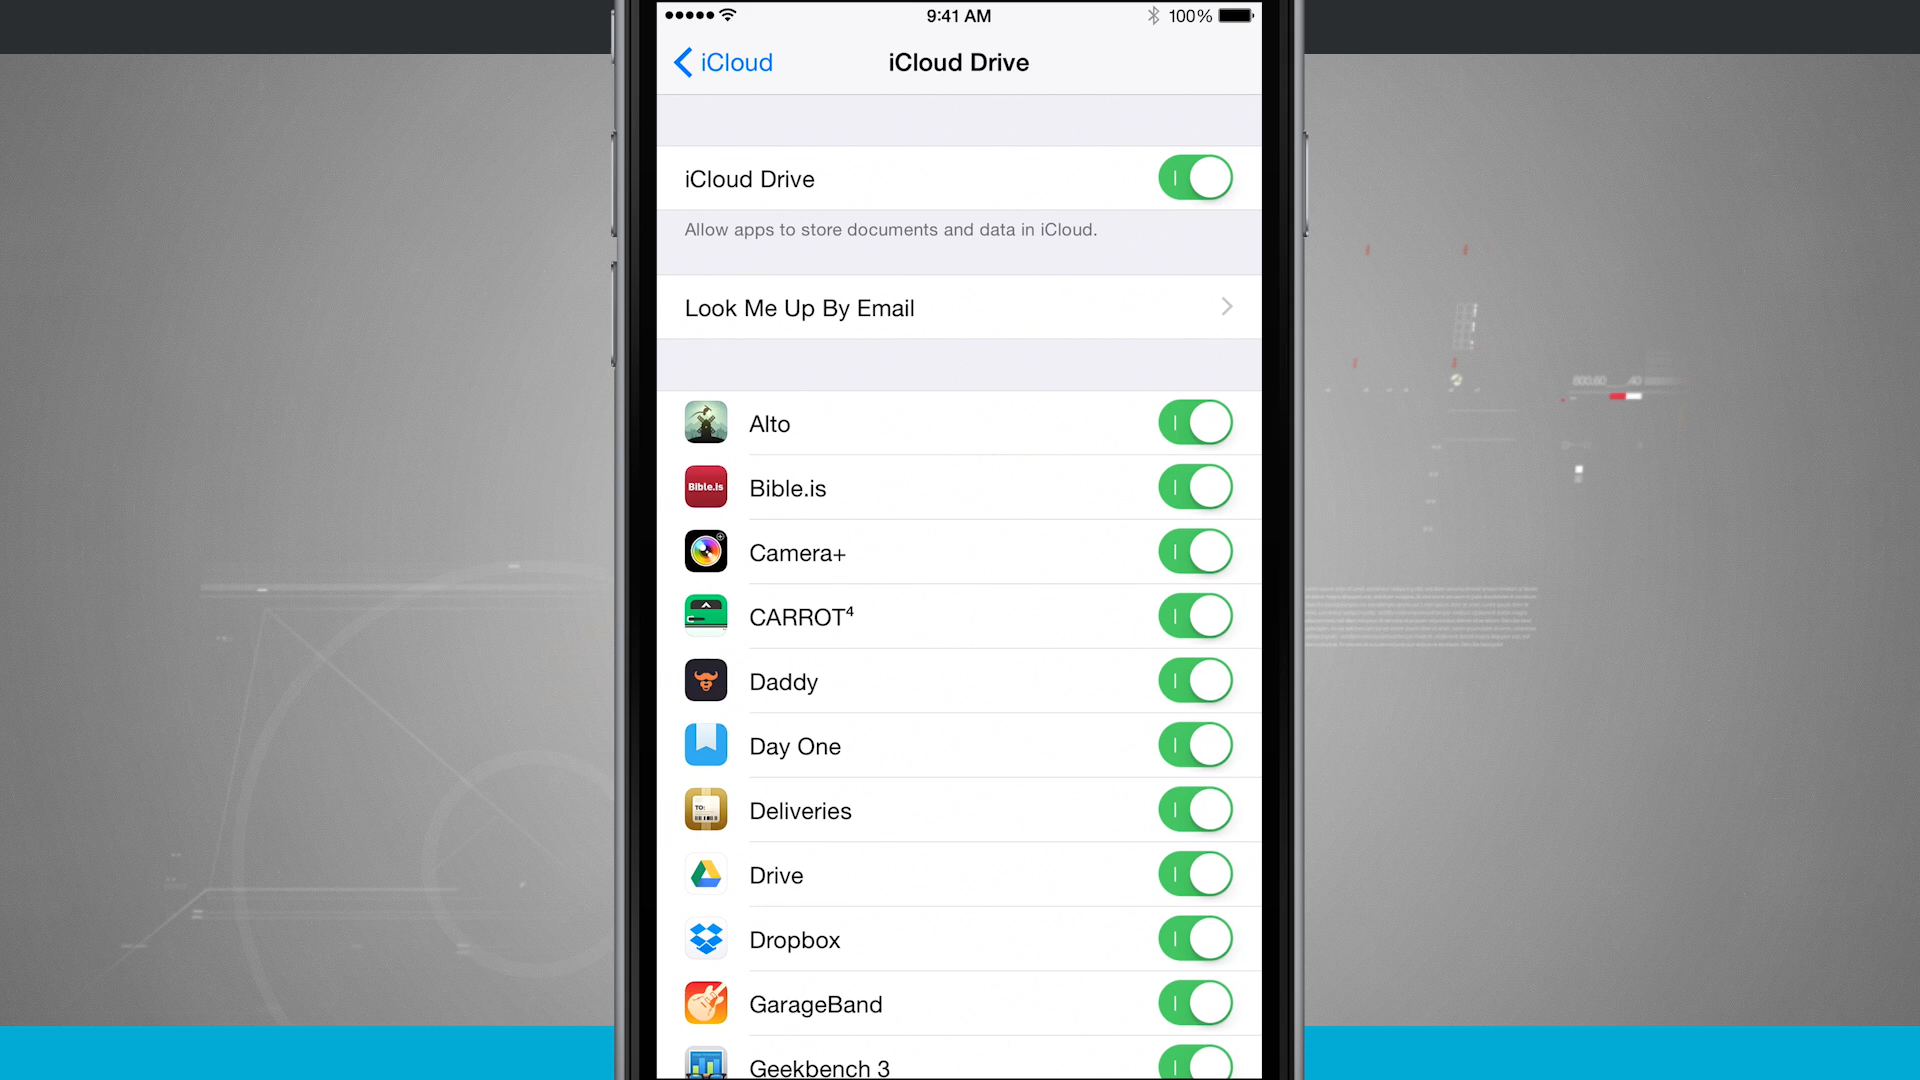 9:41 AM
100%
iCloud
iCloud Drive
iCloud Drive
Allow apps to store documents and data in iCloud.
Look Me Up By Email
Alto
Bible.is
Bible.is
Camera+
CARROT⁴
Daddy
Day One
TO:
Deliveries
Drive
Dropbox
GarageBand
Geekbench 3